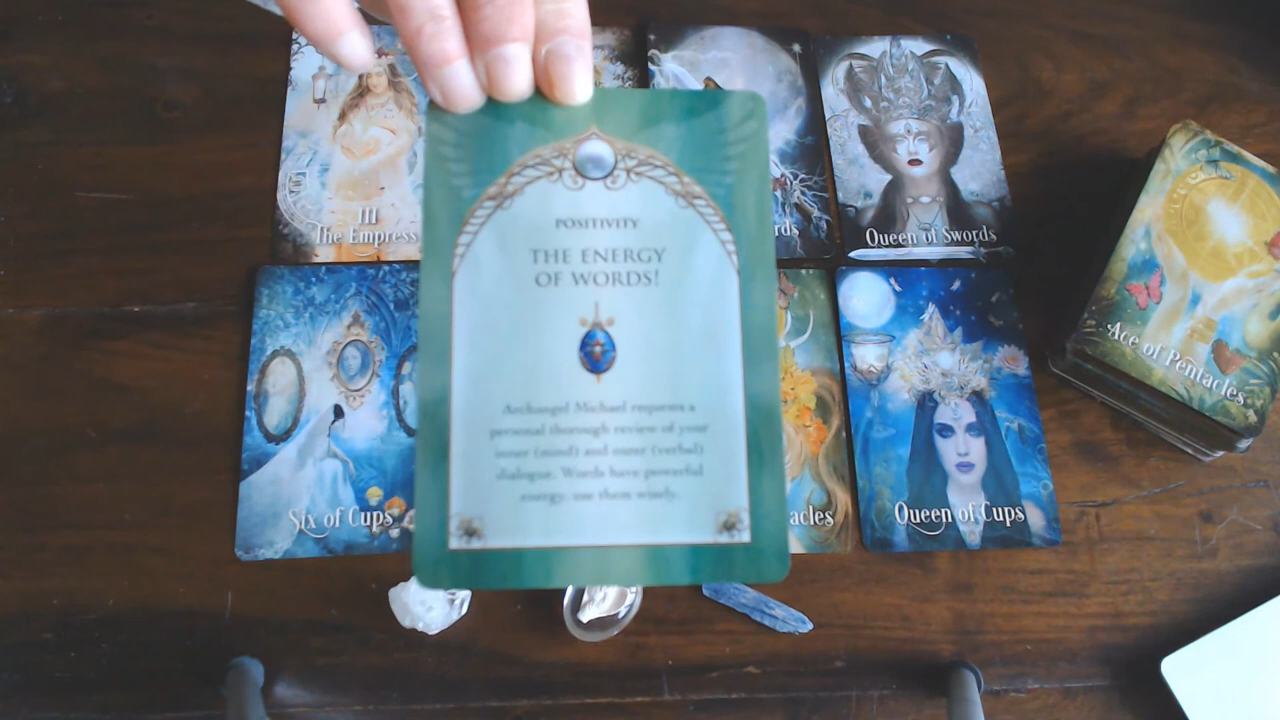 III
The Empress
rds
Queen of Swords
POSITIVITY
THE ENERGY
OF WORDS!
Archangel Michael requests a
personal thorough review of your
inner (mind) and outer (verbal)
dialogue. Words have powerful
energy, use them wisely.
Six of Cups
acles
Queen of Cups
Ace of Pentacles